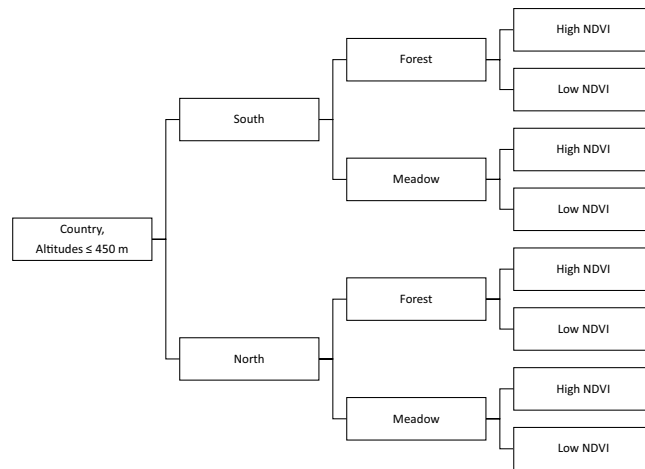 High NDVI
Forest
Low NDVI
South
High NDVI
Meadow
Low NDVI
Country,
Altitudes ≤ 450 m
High NDVI
Forest
Low NDVI
North
High NDVI
Meadow
Low NDVI